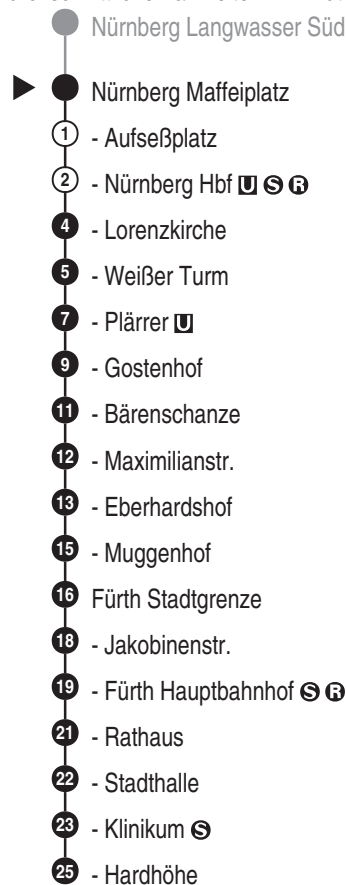 Nürnberg Langwasser Süd
Nürnberg Maffeiplatz
1 - Aufseßplatz
2 - Nürnberg Hbf U S R
4 - Lorenzkirche
5 - Weißer Turm
7 - Plärrer U
9 - Gostenhof
11 - Bärenschanze
12 - Maximilianstr.
13 - Eberhardshof
15 - Muggenhof
16 Fürth Stadtgrenze
18 - Jakobinenstr.
19 - Fürth Hauptbahnhof S R
21 - Rathaus
22 - Stadthalle
23 - Klinikum S
25 - Hardhöhe